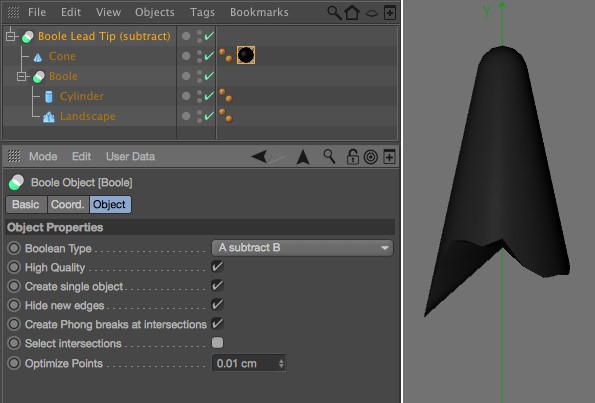 File Edit View Objects Tags Bookmarks
Boole Lead Tip (subtract)
Cone
Boole
Cylinder
Landscape
Mode Edit User Data
Boole Object [Boole]
Basic Coord. Object
Object Properties
Boolean Type A subtract B
High Quality
Create single object
Hide new edges
Create Phong breaks at intersections
Select intersections
Optimize Points 0.01 cm
Y